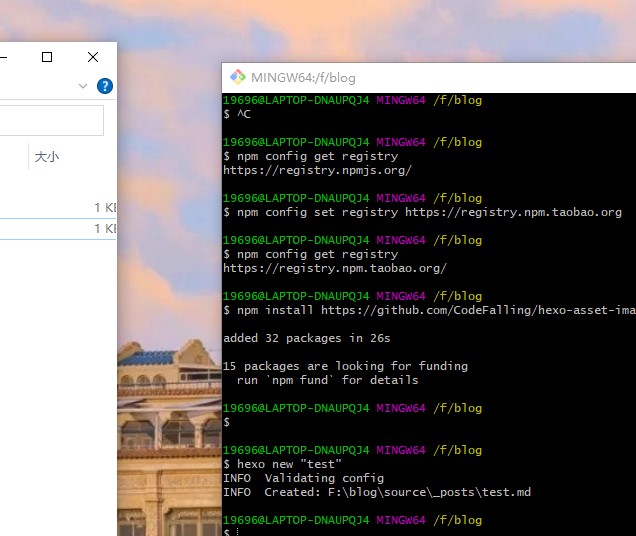 大小
1 KB
1 KB
MINGW64:/f/blog
19696@LAPTOP-DNAUPQJ4 MINGW64 /f/blog
$ ^C
19696@LAPTOP-DNAUPQJ4 MINGW64 /f/blog
$ npm config get registry
https://registry.npmjs.org/
19696@LAPTOP-DNAUPQJ4 MINGW64 /f/blog
$ npm config set registry https://registry.npm.taobao.org
19696@LAPTOP-DNAUPQJ4 MINGW64 /f/blog
$ npm config get registry
https://registry.npm.taobao.org/
19696@LAPTOP-DNAUPQJ4 MINGW64 /f/blog
$ npm install https://github.com/CodeFalling/hexo-asset-ima
added 32 packages in 26s
15 packages are looking for funding
run `npm fund` for details
19696@LAPTOP-DNAUPQJ4 MINGW64 /f/blog
$
19696@LAPTOP-DNAUPQJ4 MINGW64 /f/blog
$ hexo new "test"
INFO  Validating config
INFO  Created: F:\blog\source\_posts\test.md
19696@LAPTOP-DNAUPQJ4 MINGW64 /f/blog
$